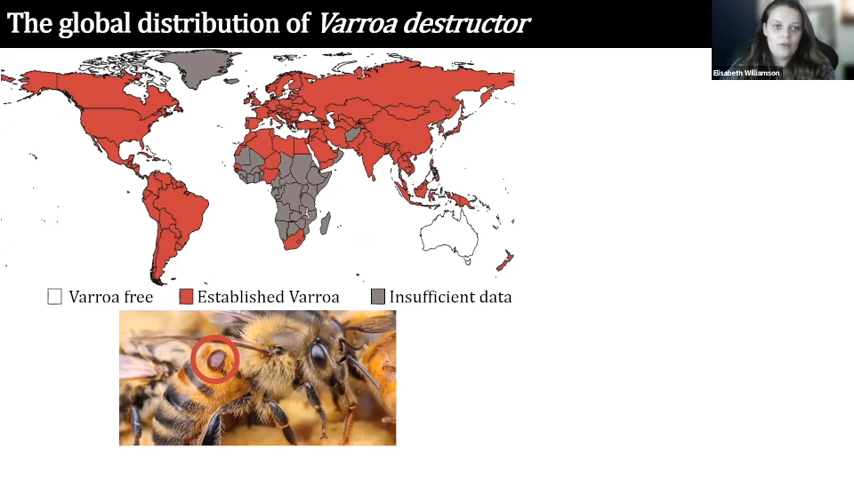 The global distribution of Varroa destructor
Elisabeth Williamson
Varroa free
Established Varroa
Insufficient data